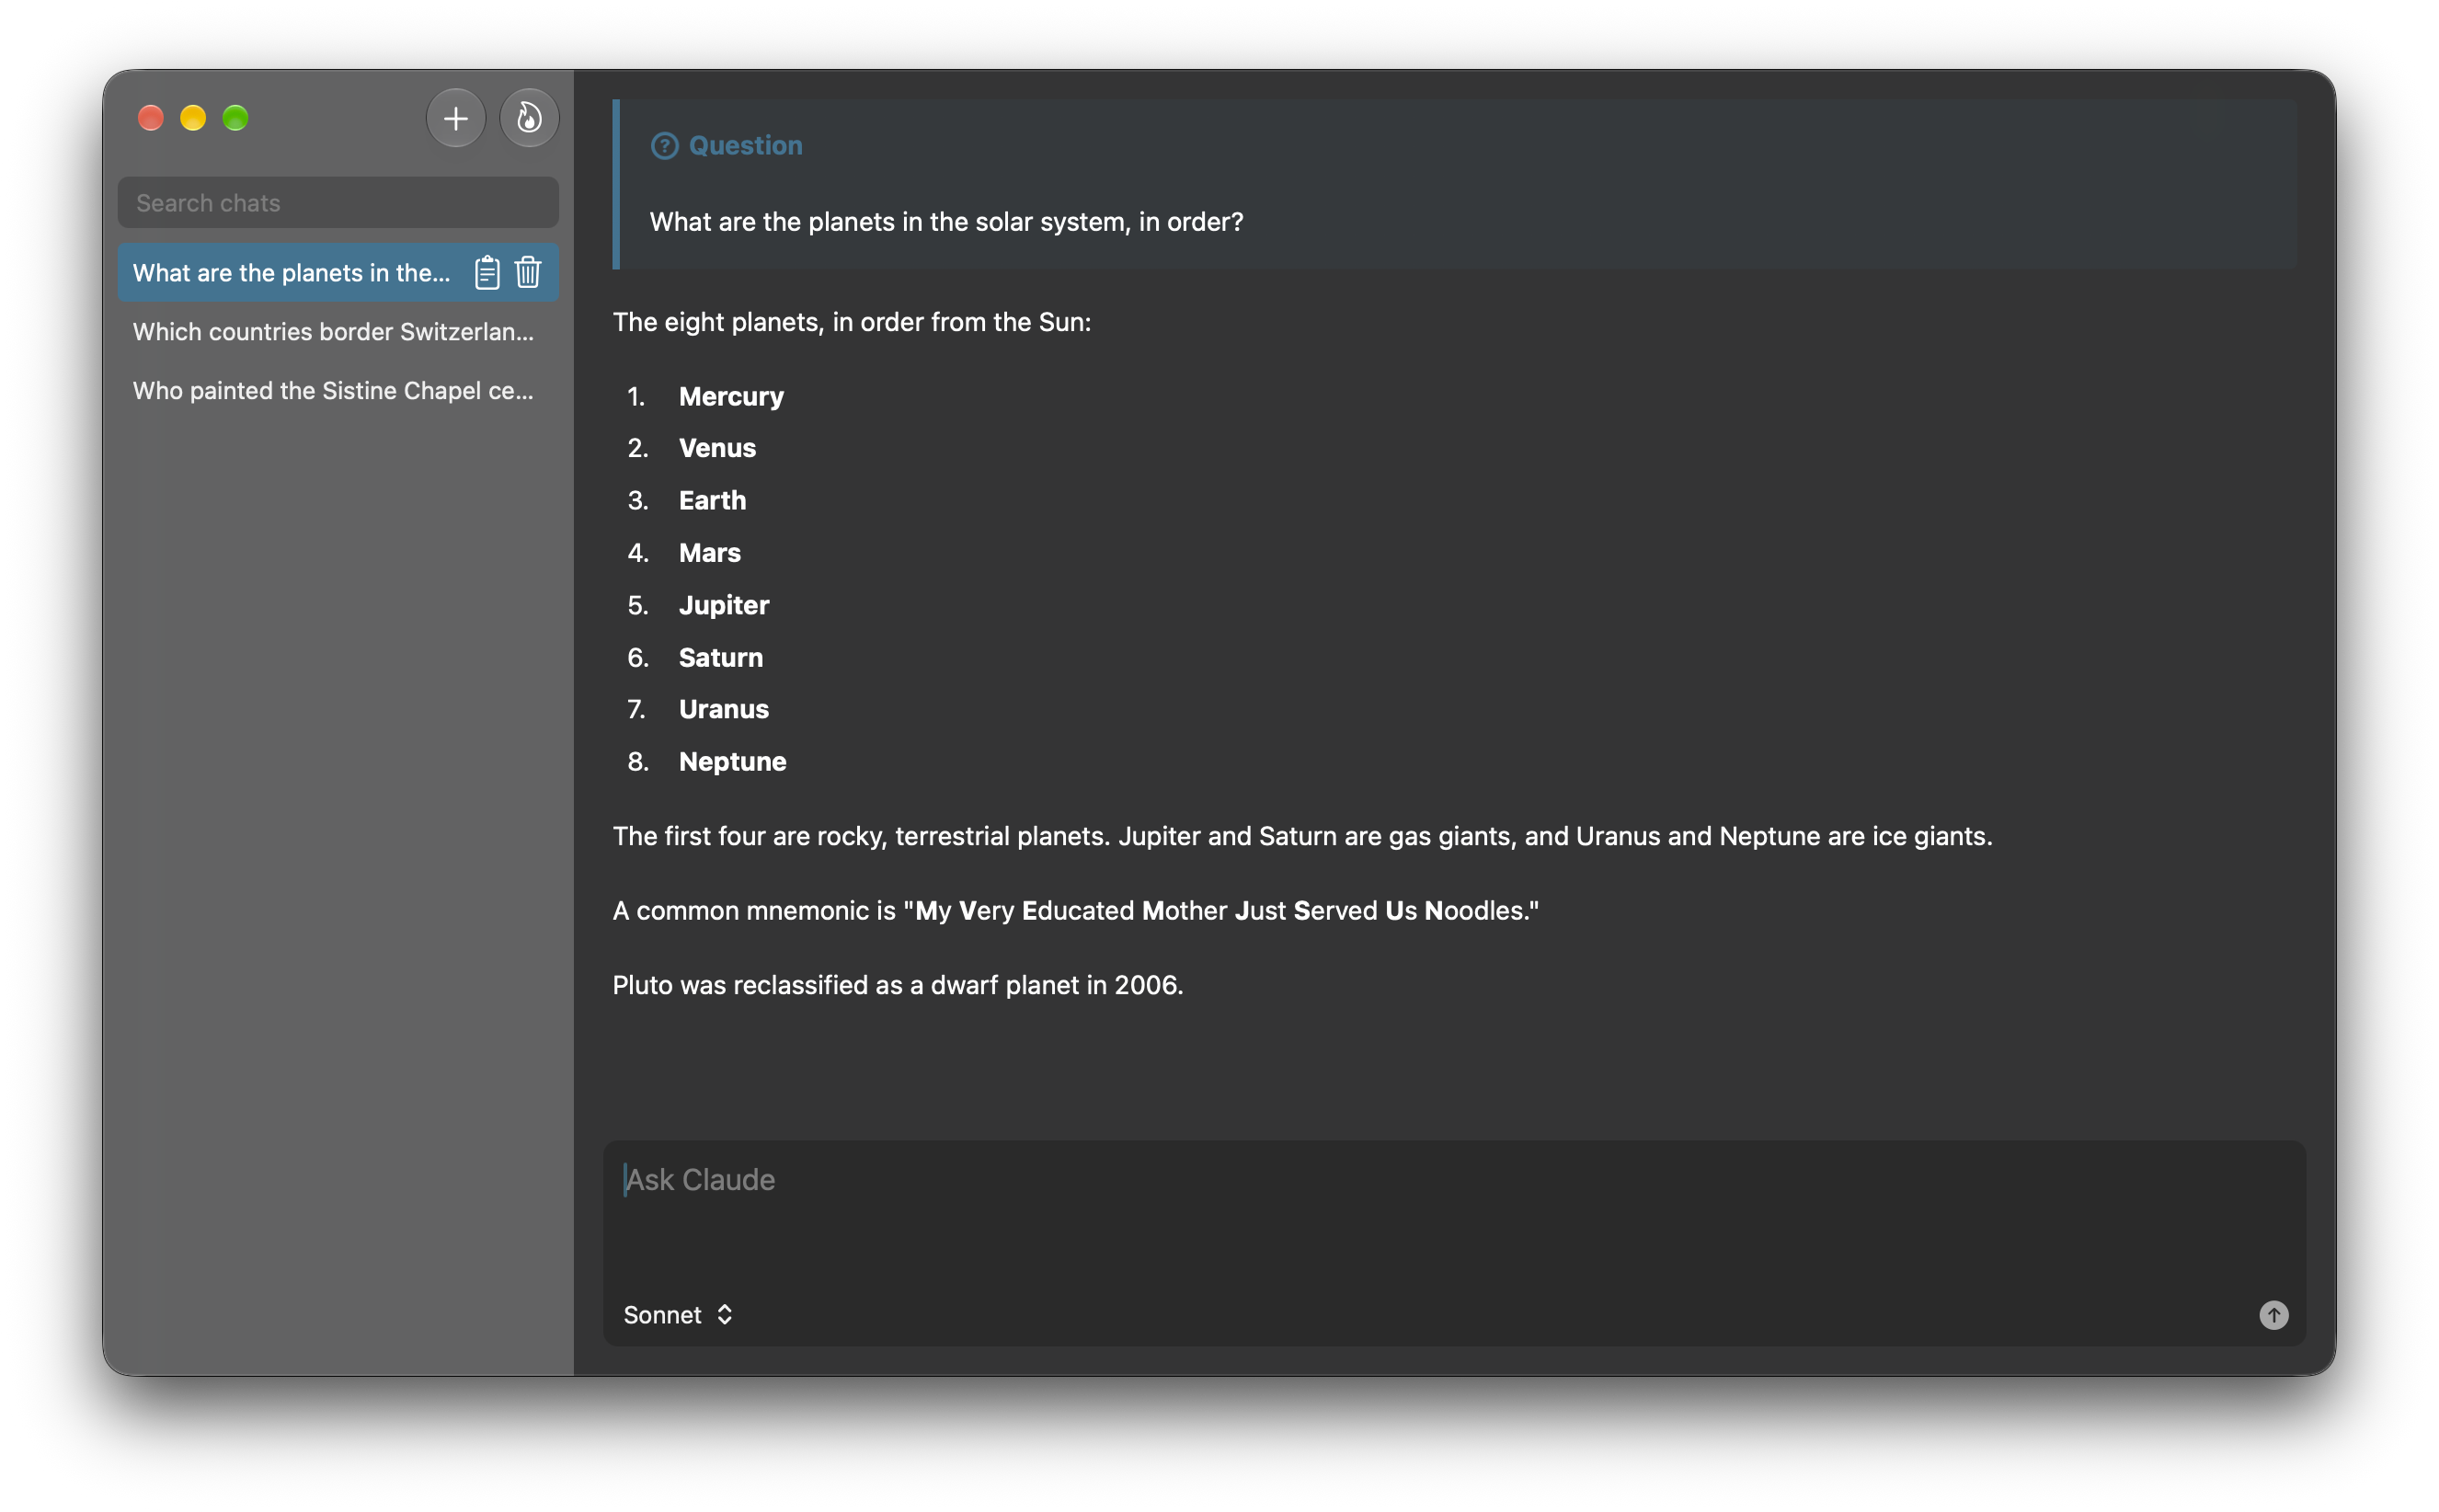 Search chats
What are the planets in the...
Which countries border Switzerlan...
Who painted the Sistine Chapel ce...
Question
What are the planets in the solar system, in order?
The eight planets, in order from the Sun:
1. Mercury
2. Venus
3. Earth
4. Mars
5. Jupiter
6. Saturn
7. Uranus
8. Neptune
The first four are rocky, terrestrial planets. Jupiter and Saturn are gas giants, and Uranus and Neptune are ice giants.
A common mnemonic is "My Very Educated Mother Just Served Us Noodles."
Pluto was reclassified as a dwarf planet in 2006.
Ask Claude
Sonnet